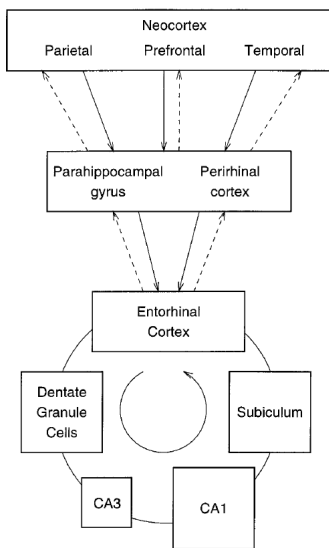 Neocortex
Parietal Prefrontal Temporal
Parahippocampal
gyrus
Perirhinal
cortex
Entorhinal
Cortex
Dentate
Granule
Cells
Subiculum
CA3
CA1